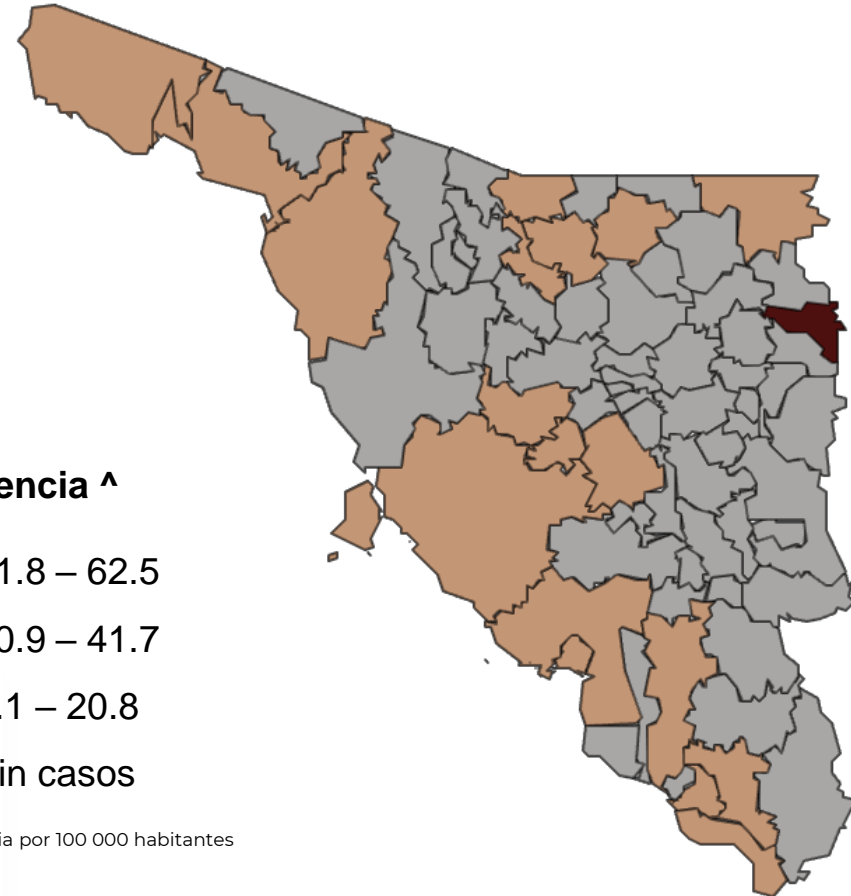 encia ^
1.8 – 62.5
0.9 – 41.7
.1 – 20.8
in casos
ia por 100 000 habitantes